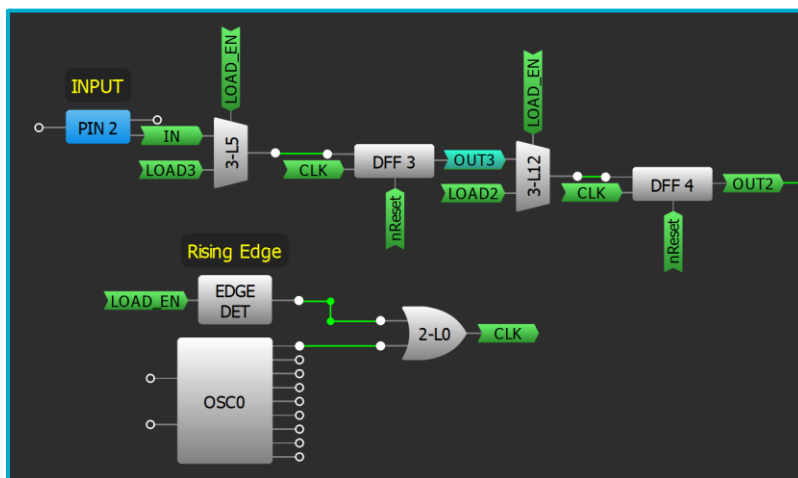 INPUT
PIN 2
IN
LOAD3
LOAD_EN
3-L5
CLK
DFF 3
nReset
OUT3
LOAD2
LOAD_EN
3-L12
CLK
DFF 4
nReset
OUT2
Rising Edge
LOAD_EN
EDGE
DET
2-L0
CLK
OSC0